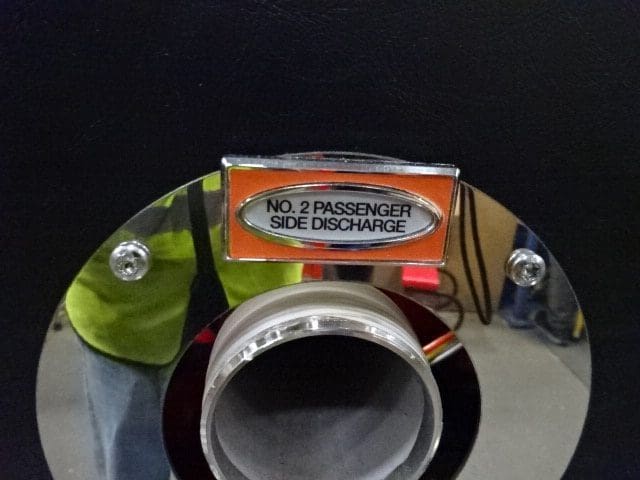 NO. 2 PASSENGER
SIDE DISCHARGE